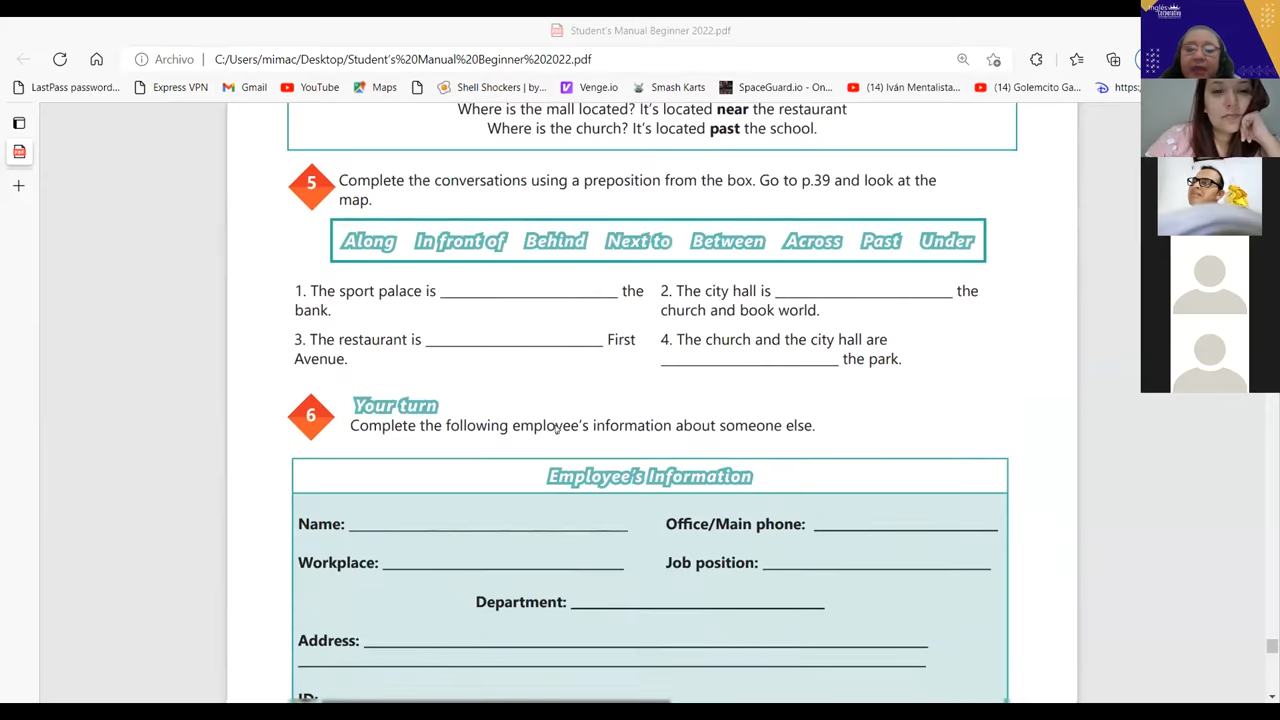 Student's Manual Beginner 2022.pdf
Archivo
C:/Users/mimac/Desktop/Student's%20Manual%20Beginner%202022.pdf
LastPass password...
Express VPN
Gmail
YouTube
Maps
Shell Shockers | by...
Venge.io
Smash Karts
SpaceGuard.io - On...
(14) Iván Mentalista...
(14) Golemcito Ga...
https:
Inglés
corporativo
Where is the mall located? It's located near the restaurant
Where is the church? It's located past the school.
5
Complete the conversations using a preposition from the box. Go to p.39 and look at the
map.
Along In front of Behind Next to Between Across Past Under
1. The sport palace is ____________________ the
bank.
2. The city hall is ____________________ the
church and book world.
3. The restaurant is ____________________ First
Avenue.
4. The church and the city hall are
____________________ the park.
6
Your turn
Complete the following employee's information about someone else.
Employee's Information
Name: ____________________
Office/Main phone: ____________________
Workplace: ____________________
Job position: ____________________
Department: ____________________
Address: ____________________
ID: